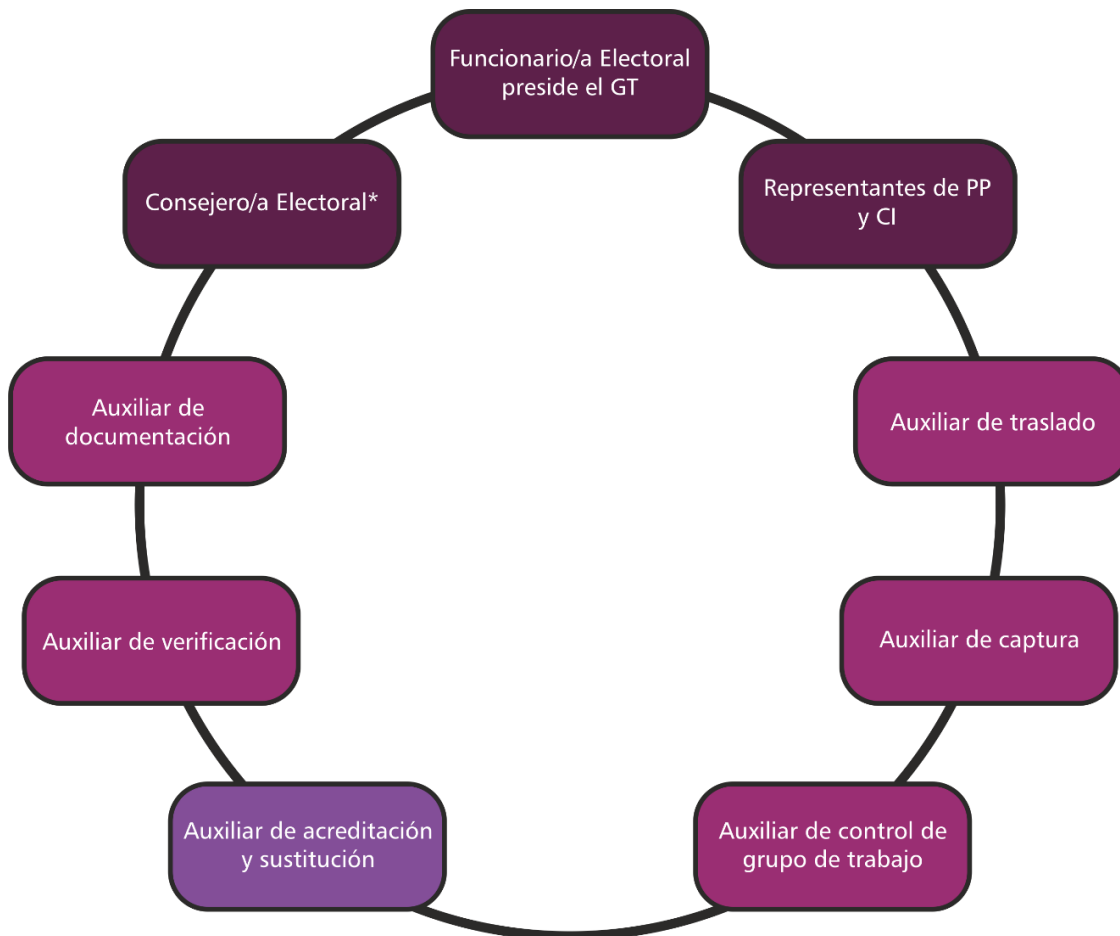 Funcionario/a Electoral
preside el GT
Consejero/a Electoral*
Representantes de PP
y CI
Auxiliar de
documentación
Auxiliar de traslado
Auxiliar de verificación
Auxiliar de captura
Auxiliar de acreditación
y sustitución
Auxiliar de control de
grupo de trabajo